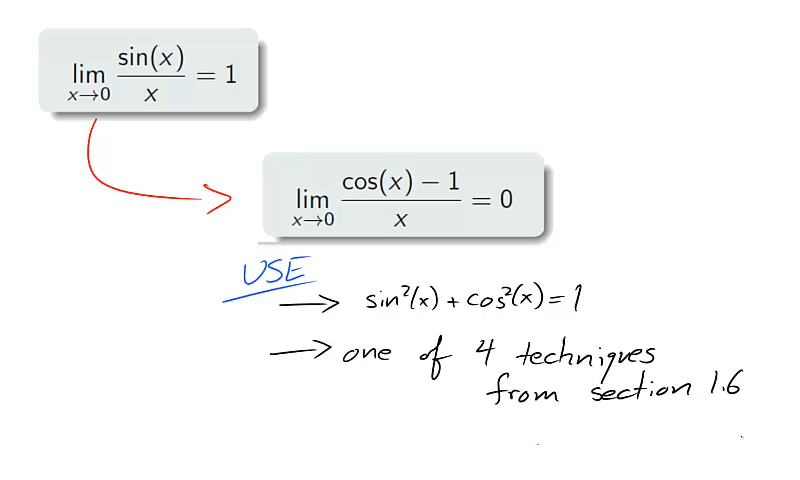 lim x→0 sin(x)/x = 1
lim x→0 (cos(x) − 1)/x = 0
USE
→ sin²(x) + cos²(x) = 1
→ one of 4 techniques
from section 1.6